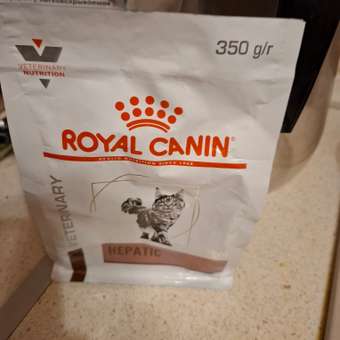 350 g/г
VETERINARY
NUTRITION
ROYAL CANIN
VETERINARY
HEPATIC